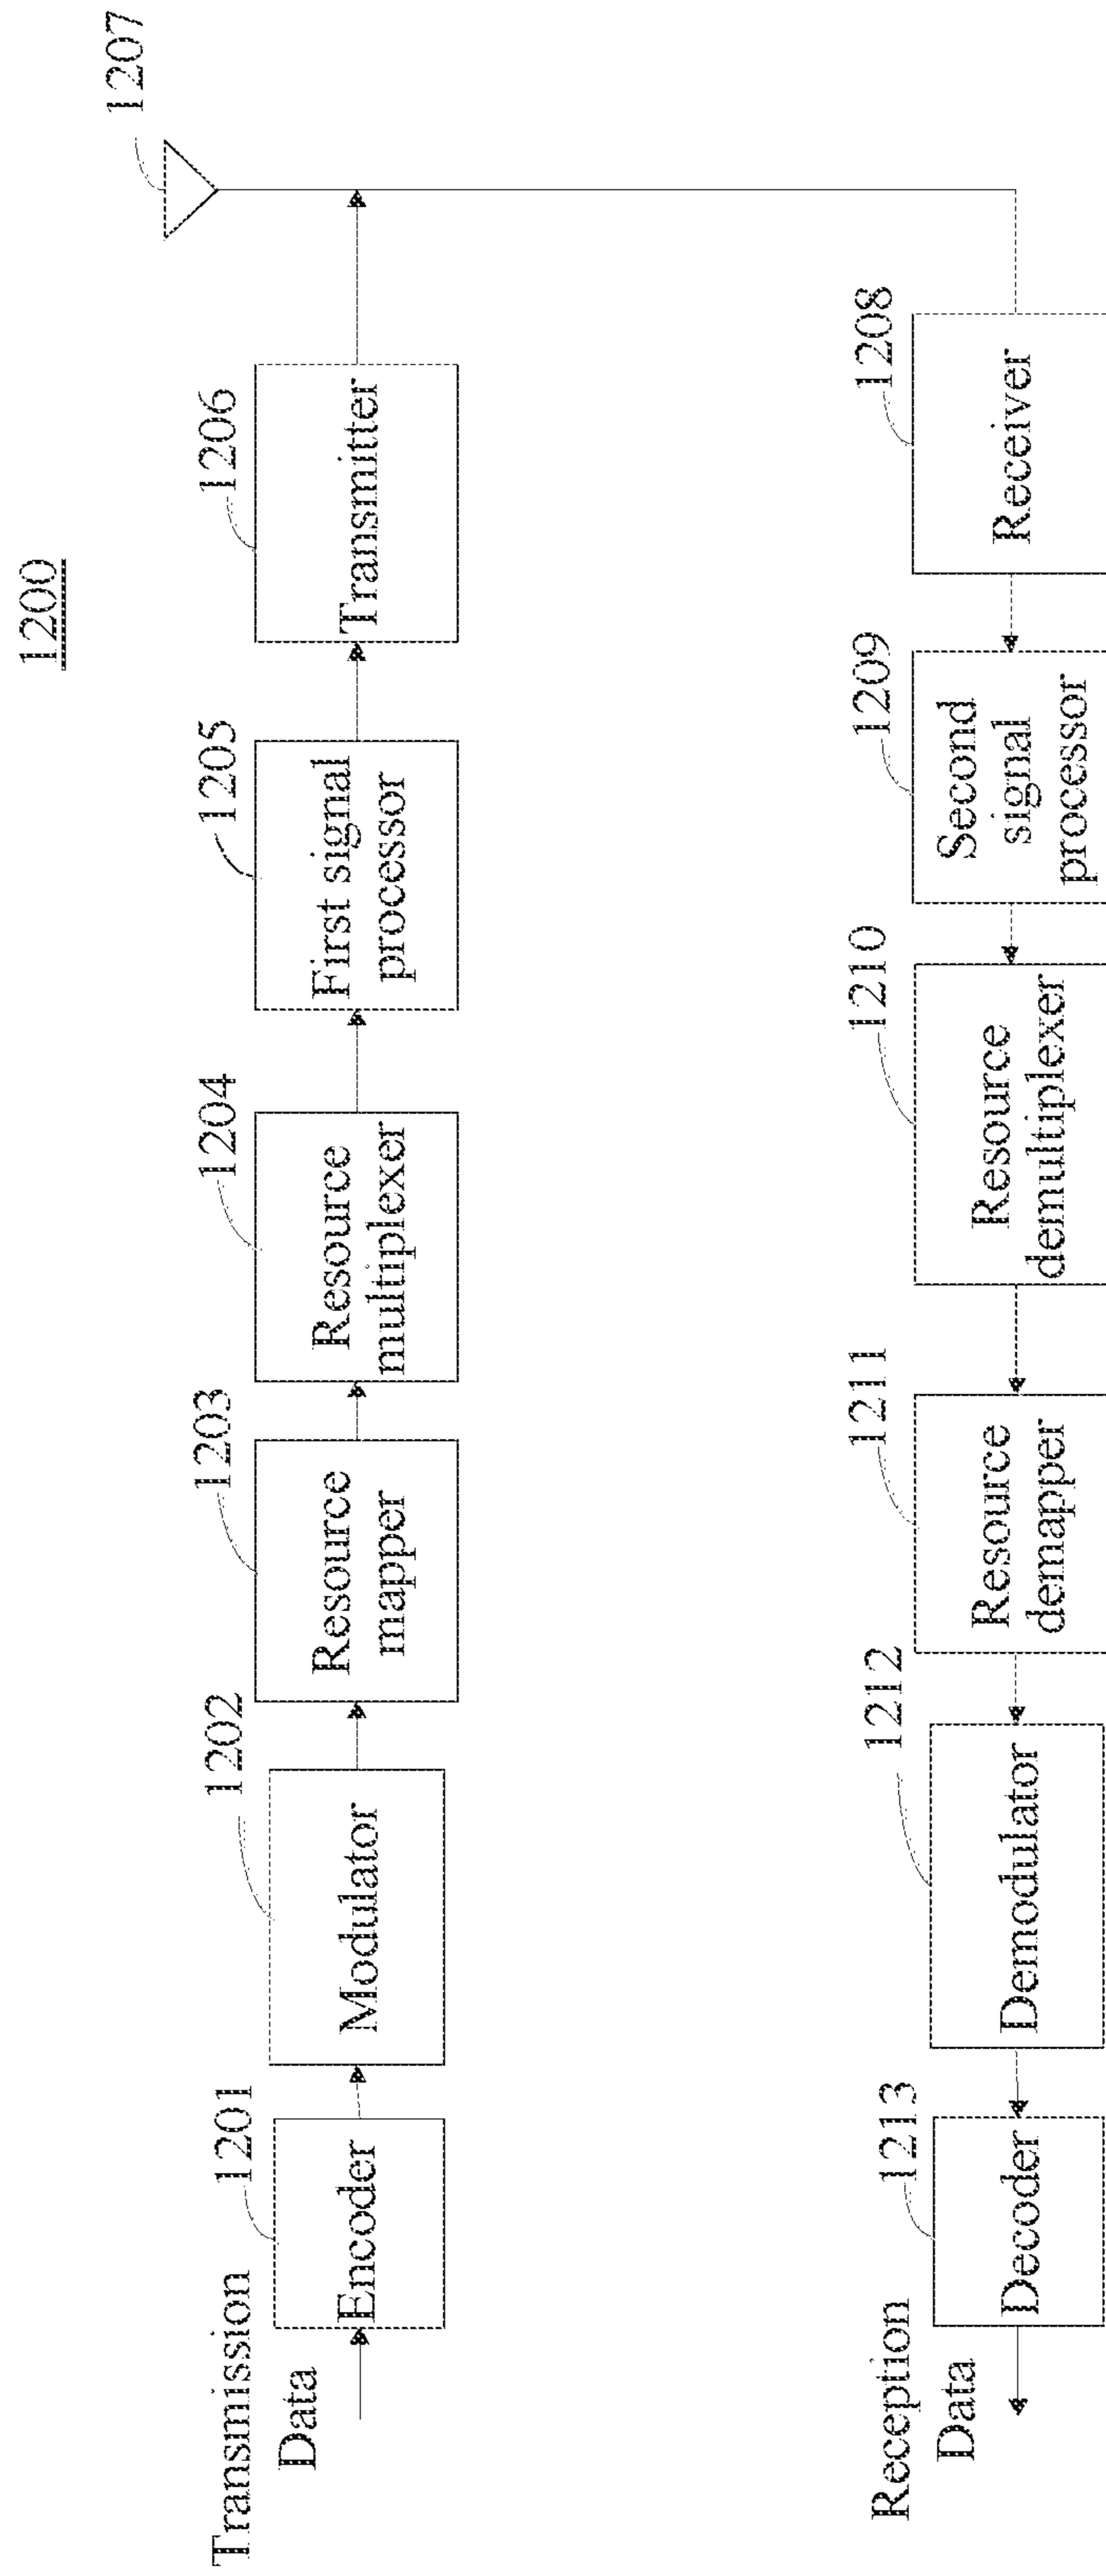 1200
1207
Transmission
Data
1201
Encoder
1202
Modulator
1203
Resource
mapper
1204
Resource
multiplexer
1205
First signal
processor
1206
Transmitter
Reception
Data
1213
Decoder
1212
Demodulator
1211
Resource
demapper
1210
Resource
demultiplexer
1209
Second
signal
processor
1208
Receiver